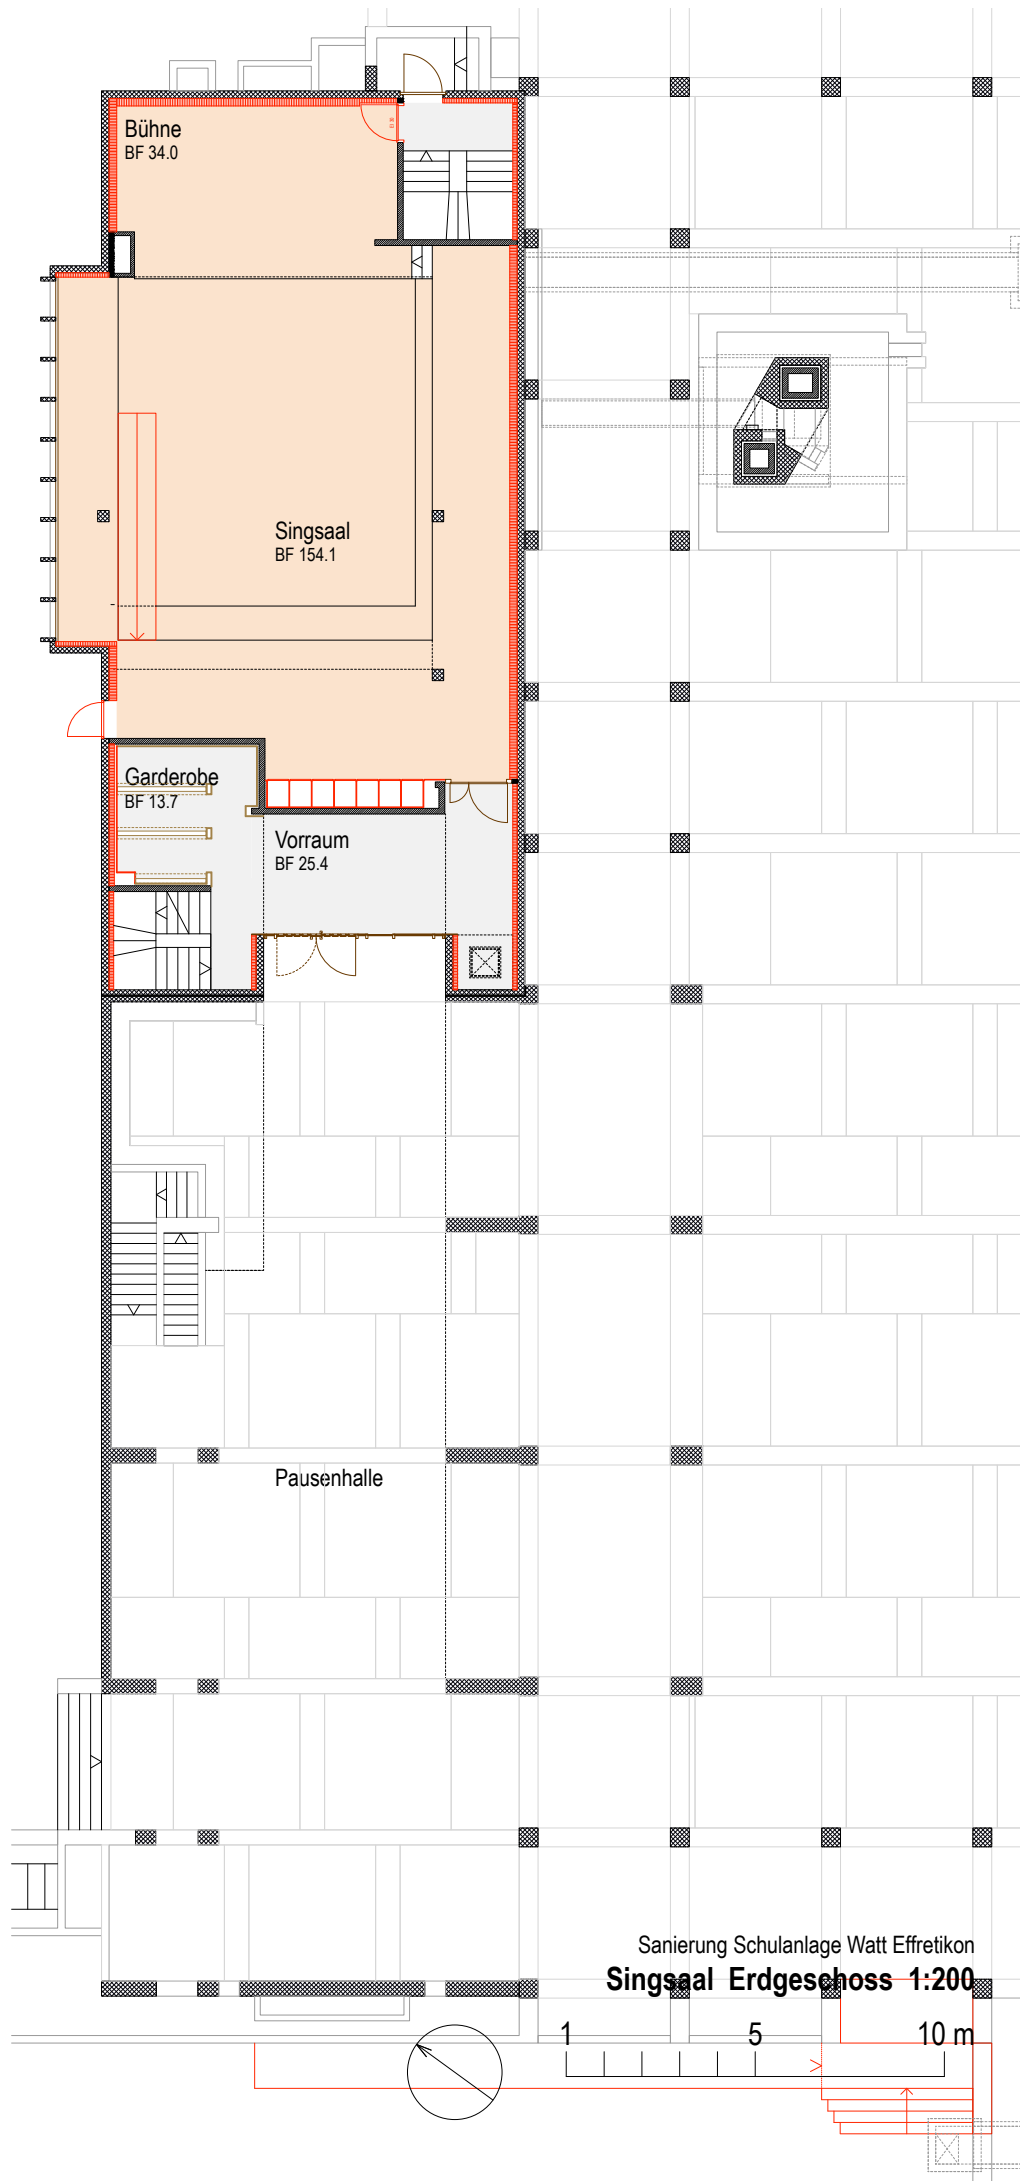 Bühne
BF 34.0
Singsaal
BF 154.1
Garderobe
BF 13.7
Vorraum
BF 25.4
Pausenhalle
Sanierung Schulanlage Watt Effretikon
Singsaal Erdgeschoss 1:200
1 5 10 m